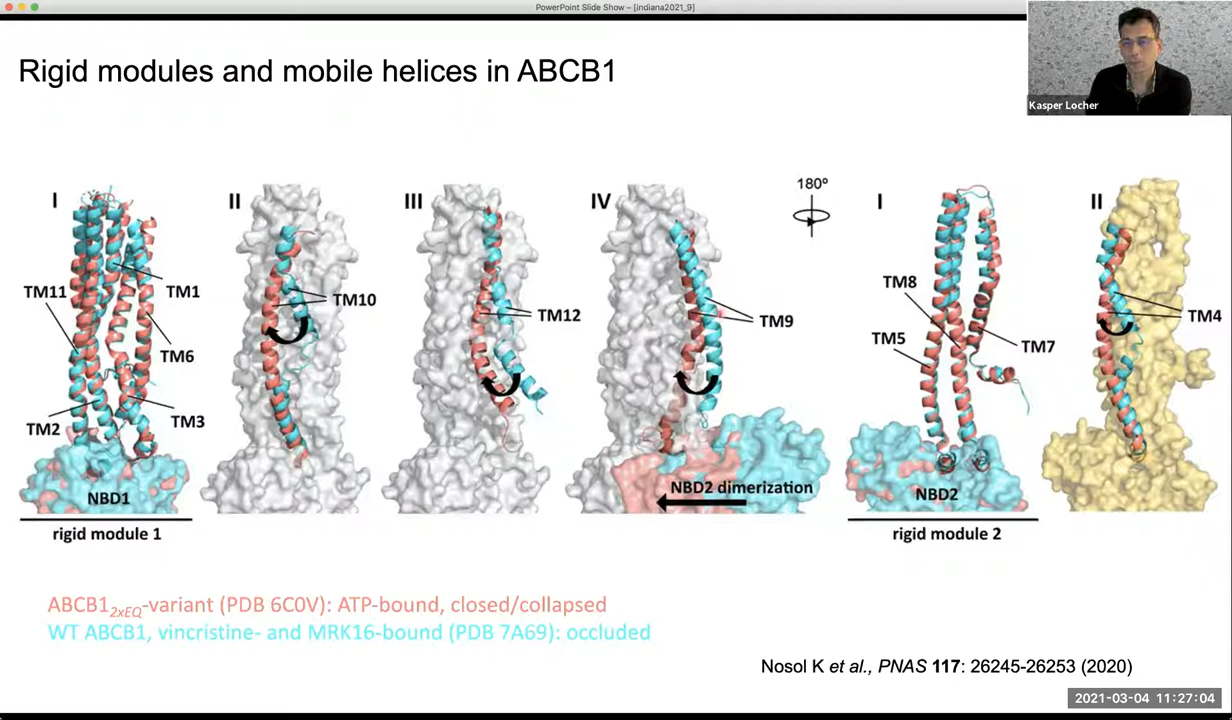 PowerPoint Slide Show – [indiana2021_9]
Rigid modules and mobile helices in ABCB1
Kasper Locher
I
II
III
IV
180º
I
II
TM11
TM1
TM6
TM2
TM3
NBD1
rigid module 1
TM10
TM12
TM9
NBD2 dimerization
TM8
TM5
TM7
NBD2
rigid module 2
TM4
ABCB12xEQ-variant (PDB 6C0V): ATP-bound, closed/collapsed
WT ABCB1, vincristine- and MRK16-bound (PDB 7A69): occluded
Nosol K et al., PNAS 117: 26245-26253 (2020)
2021-03-04 11:27:04